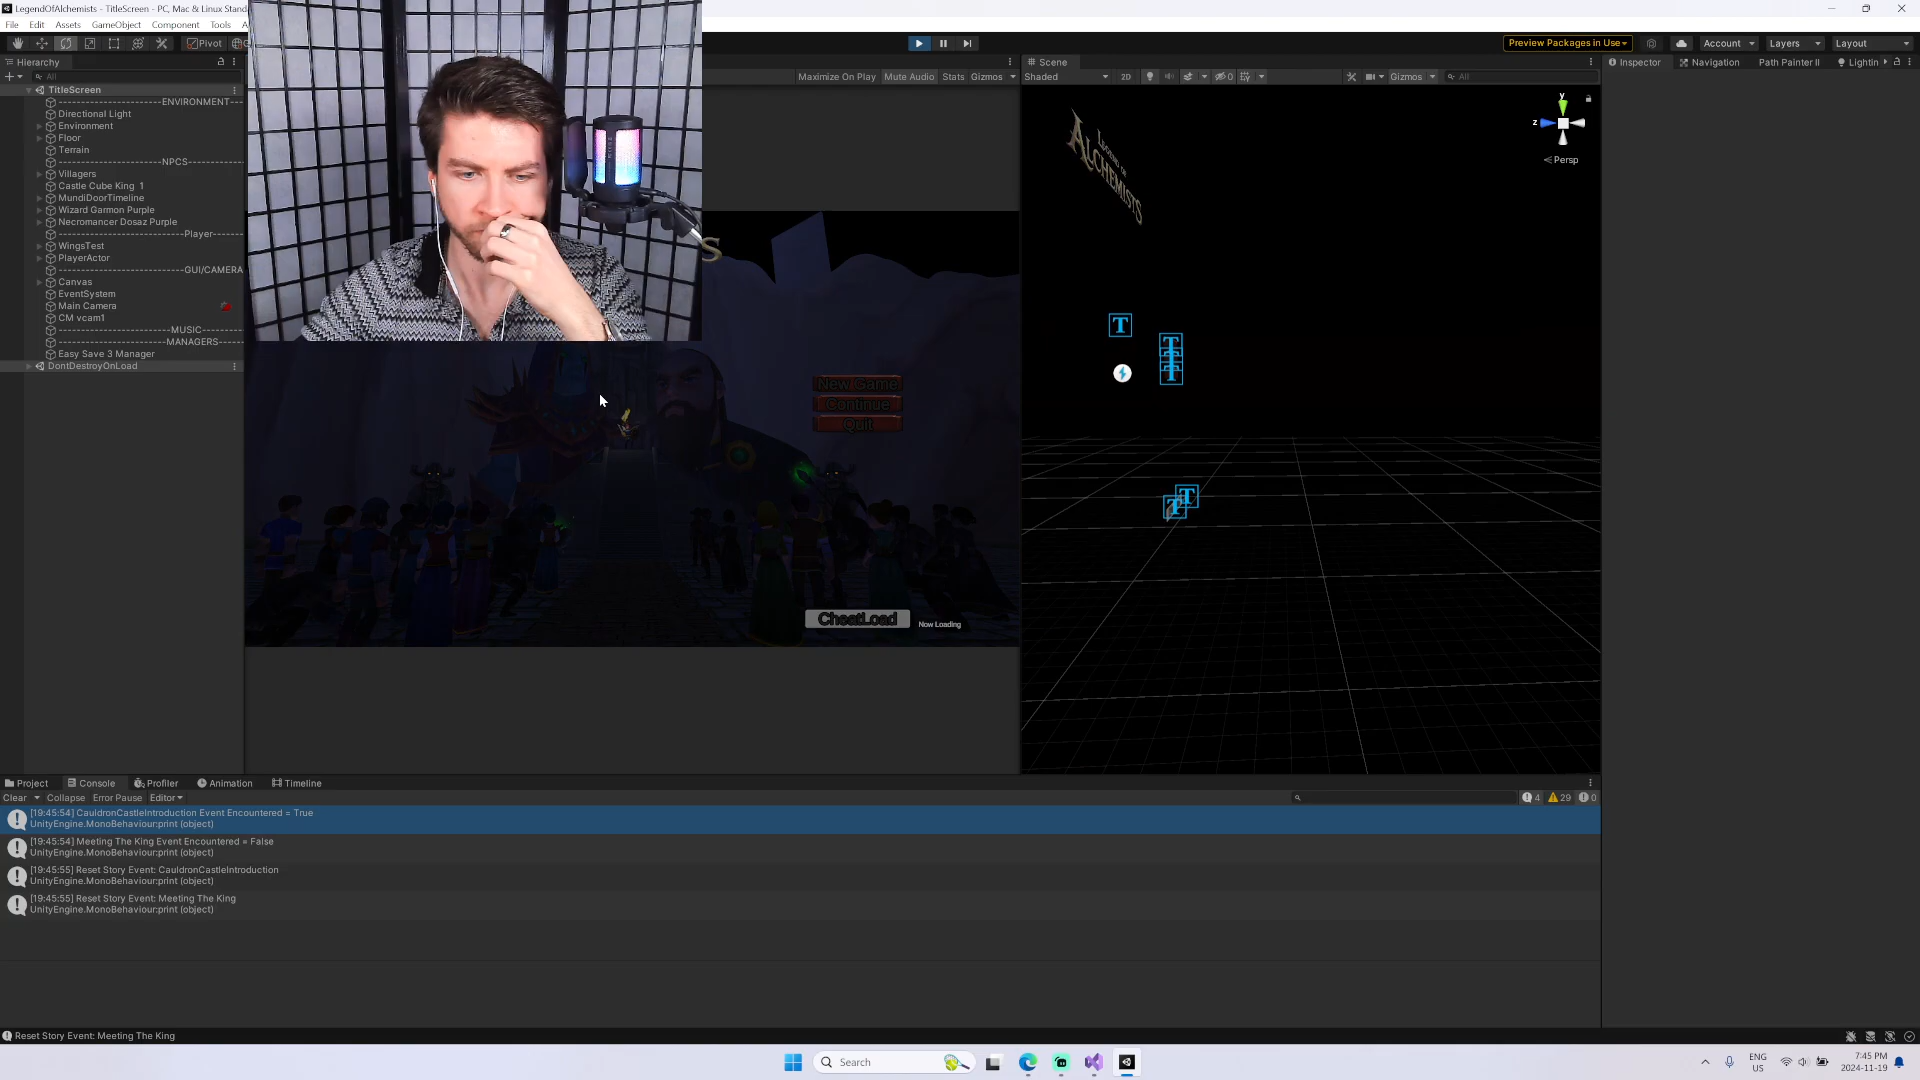 LegendOfAlchemists - TitleScreen - PC, Mac & Linux Stand
File Edit Assets GameObject Component Tools
Pivot
Preview Packages in Use
Account
Layers
Layout
Hierarchy
All
TitleScreen
-----------------------ENVIRONMENT----
Directional Light
Environment
Floor
Terrain
-----------------------NPCS-----------
Villagers
Castle Cube King 1
MundiDoorTimeline
Wizard Garmon Purple
Necromancer Dosaz Purple
----------------------------Player-------
WingsTest
PlayerActor
----------------------------GUI/CAMERA
Canvas
EventSystem
Main Camera
CM vcam1
-------------------------MUSIC---------
------------------------MANAGERS----
Easy Save 3 Manager
DontDestroyOnLoad
Maximize On Play Mute Audio Stats Gizmos
S
New Game
Continue
Quit
CheatLoad
Now Loading
Scene
Shaded
2D
0
Gizmos
All
LEGEND OF
ALCHEMISTS
y
z
Persp
T
T
T
T
T
T
Inspector Navigation Path Painter II Lightin
Project Console Profiler Animation Timeline
Clear Collapse Error Pause Editor
4 29 0
[19:45:54] CauldronCastleIntroduction Event Encountered = True
UnityEngine.MonoBehaviour:print (object)
[19:45:54] Meeting The King Event Encountered = False
UnityEngine.MonoBehaviour:print (object)
[19:45:55] Reset Story Event: CauldronCastleIntroduction
UnityEngine.MonoBehaviour:print (object)
[19:45:55] Reset Story Event: Meeting The King
UnityEngine.MonoBehaviour:print (object)
Reset Story Event: Meeting The King
Search
ENG
US
7:45 PM
2024-11-19